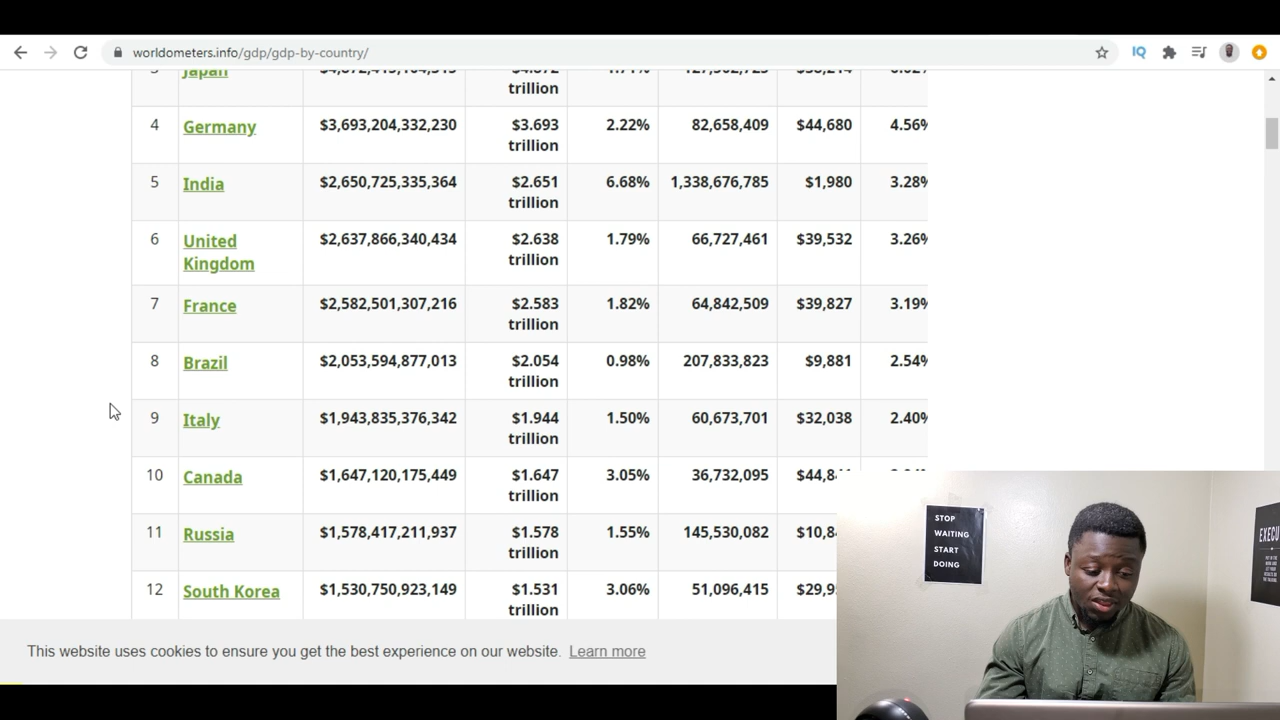 worldometers.info/gdp/gdp-by-country/
IQ
Japan 127,502,725
trillion
4 Germany $3,693,204,332,230 $3.693 2.22% 82,658,409 $44,680 4.56%
trillion
5 India $2,650,725,335,364 $2.651 6.68% 1,338,676,785 $1,980 3.28%
trillion
6 United $2,637,866,340,434 $2.638 1.79% 66,727,461 $39,532 3.26%
Kingdom trillion
7 France $2,582,501,307,216 $2.583 1.82% 64,842,509 $39,827 3.19%
trillion
8 Brazil $2,053,594,877,013 $2.054 0.98% 207,833,823 $9,881 2.54%
trillion
9 Italy $1,943,835,376,342 $1.944 1.50% 60,673,701 $32,038 2.40%
trillion
10 Canada $1,647,120,175,449 $1.647 3.05% 36,732,095
trillion
11 Russia $1,578,417,211,937 $1.578 1.55% 145,530,082
trillion
12 South Korea $1,530,750,923,149 $1.531 3.06% 51,096,415
trillion
This website uses cookies to ensure you get the best experience on our website. Learn more
STOP
WAITING
START
DOING
EXECU